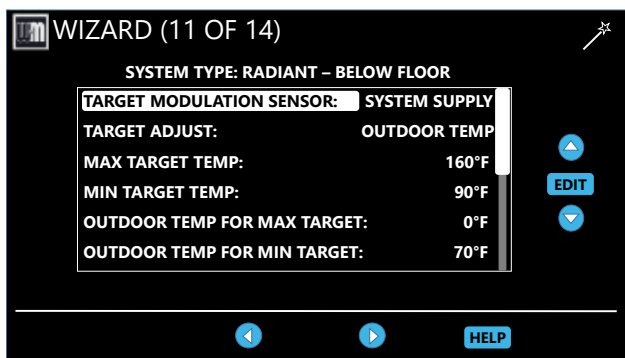 WM WIZARD (11 OF 14)
SYSTEM TYPE: RADIANT – BELOW FLOOR
TARGET MODULATION SENSOR: SYSTEM SUPPLY
TARGET ADJUST: OUTDOOR TEMP
MAX TARGET TEMP: 160°F
MIN TARGET TEMP: 90°F
OUTDOOR TEMP FOR MAX TARGET: 0°F
OUTDOOR TEMP FOR MIN TARGET: 70°F
EDIT
HELP